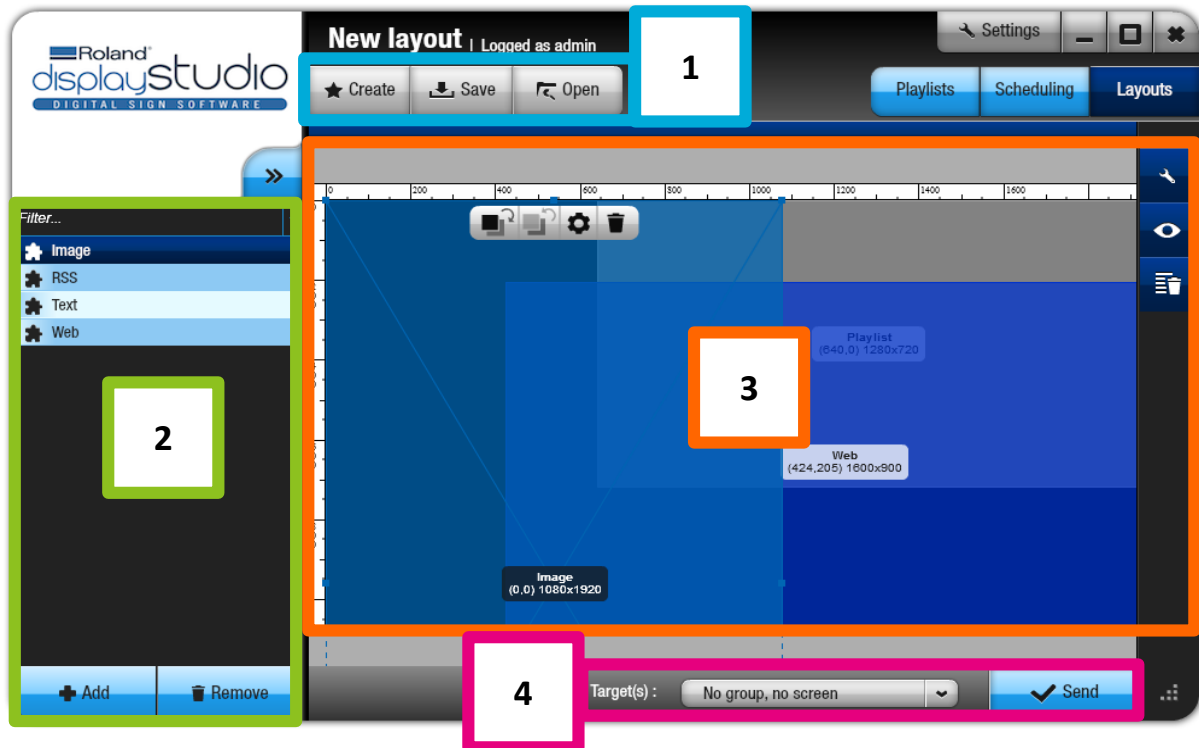 Roland
displaystudio
DIGITAL SIGN SOFTWARE
New layout | Logged as admin
Settings
Create
Save
Open
1
Playlists
Scheduling
Layouts
Filter...
Image
RSS
Text
Web
2
Add
Remove
0 200 400 600 800 1000 1200 1400 1600
Playlist
(640,0) 1280x720
3
Web
(424,205) 1600x900
Image
(0,0) 1080x1920
4
Target(s) :
No group, no screen
Send